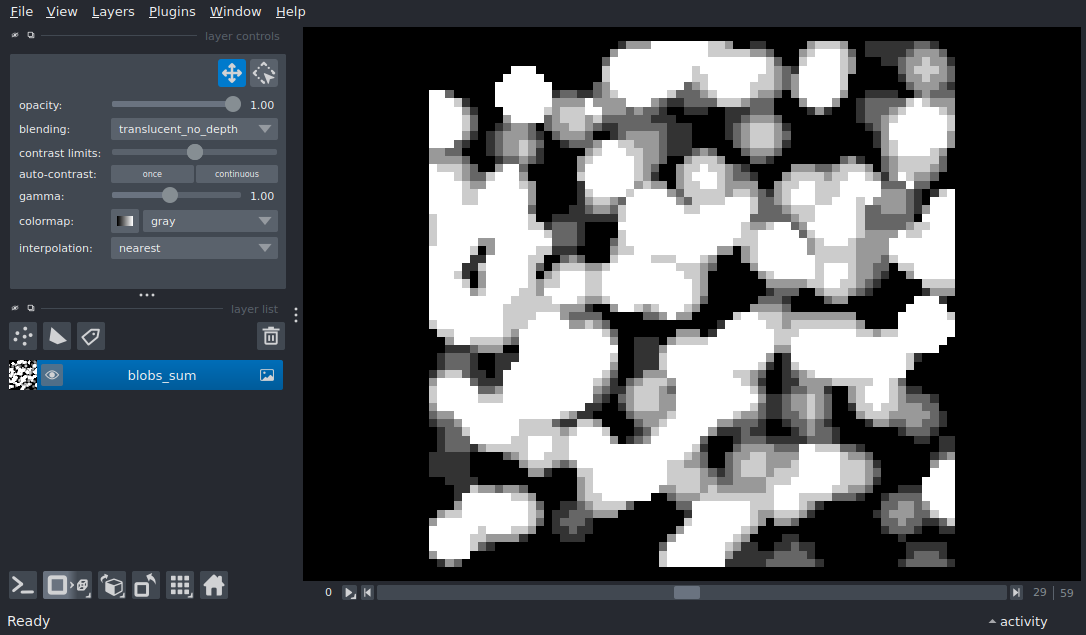 File View Layers Plugins Window Help
layer controls
opacity: 1.00
blending: translucent_no_depth
contrast limits:
auto-contrast: once continuous
gamma: 1.00
colormap: gray
interpolation: nearest
layer list
blobs_sum
0 29 59
Ready activity